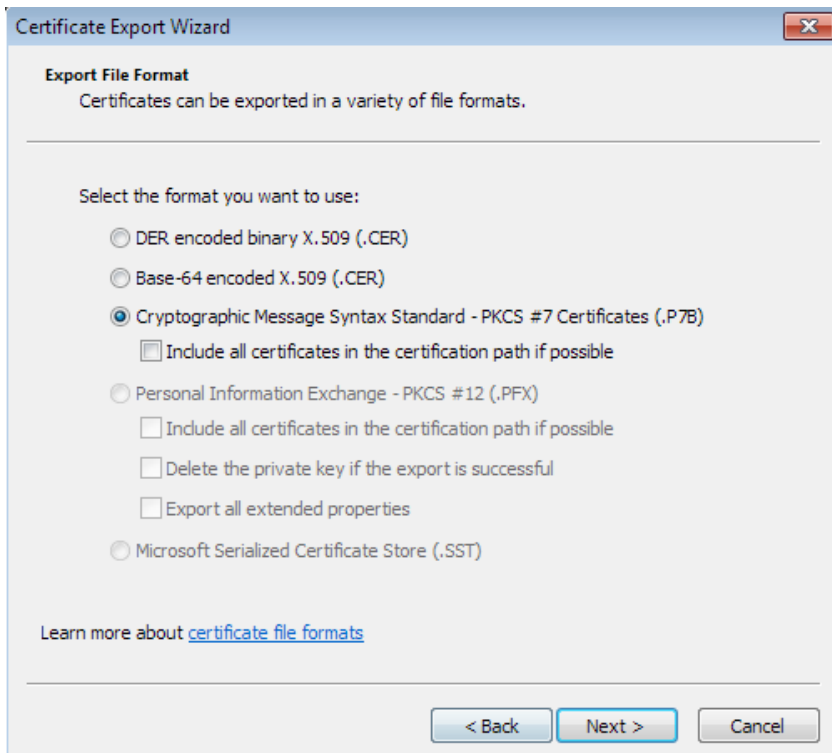 Certificate Export Wizard
Export File Format
Certificates can be exported in a variety of file formats.
Select the format you want to use:
DER encoded binary X.509 (.CER)
Base-64 encoded X.509 (.CER)
Cryptographic Message Syntax Standard - PKCS #7 Certificates (.P7B)
Include all certificates in the certification path if possible
Personal Information Exchange - PKCS #12 (.PFX)
Include all certificates in the certification path if possible
Delete the private key if the export is successful
Export all extended properties
Microsoft Serialized Certificate Store (.SST)
Learn more about certificate file formats
< Back Next > Cancel